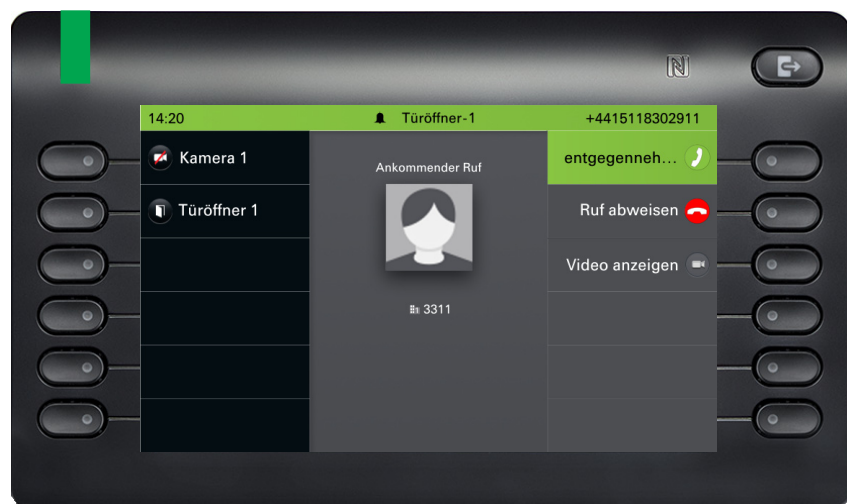 14:20
Türöffner-1
+4415118302911
Kamera 1
Türöffner 1
Ankommender Ruf
3311
entgegenneh...
Ruf abweisen
Video anzeigen